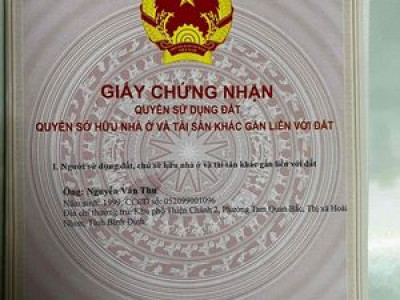 GIẤY CHỨNG NHẬN
QUYỀN SỬ DỤNG ĐẤT
QUYỀN SỞ HỮU NHÀ Ở VÀ TÀI SẢN KHÁC GẮN LIỀN VỚI ĐẤT
I. Người sử dụng đất, chủ sở hữu nhà ở và tài sản khác gắn liền với đất
Ông: Nguyễn Văn Thư
Năm sinh: 1999, CCCD số: 052099001096
Địa chỉ thường trú: Khu phố Thiện Chánh 2, Phường Tam Quan Bắc, Thị xã Hoài
Nhơn, Tỉnh Bình Định